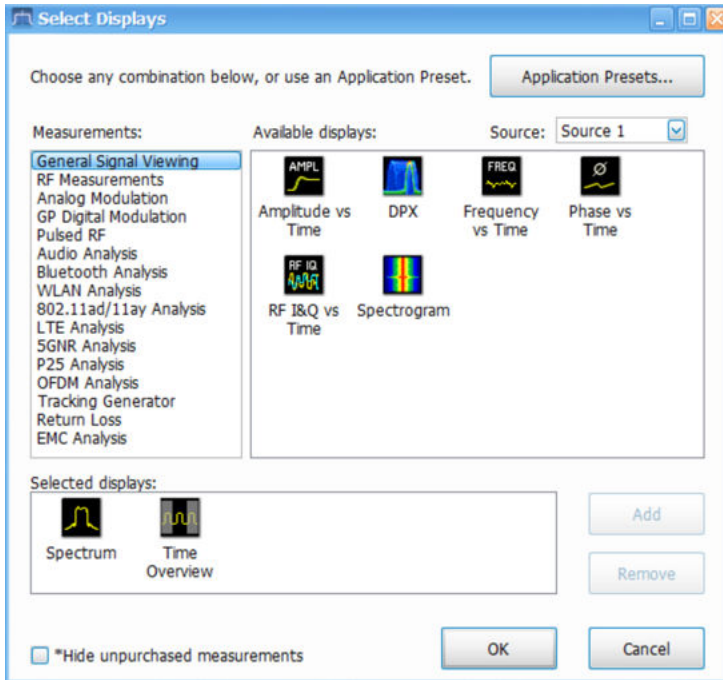 Select Displays
Choose any combination below, or use an Application Preset.
Application Presets...
Measurements:
Available displays:
Source:
Source 1
General Signal Viewing
RF Measurements
Analog Modulation
GP Digital Modulation
Pulsed RF
Audio Analysis
Bluetooth Analysis
WLAN Analysis
802.11ad/11ay Analysis
LTE Analysis
5GNR Analysis
P25 Analysis
OFDM Analysis
Tracking Generator
Return Loss
EMC Analysis
AMPL
Amplitude vs
Time
DPX
FREQ
Frequency
vs Time
Ø
Phase vs
Time
RF IQ
RF I&Q vs
Time
Spectrogram
Selected displays:
Spectrum
Time
Overview
Add
Remove
*Hide unpurchased measurements
OK
Cancel